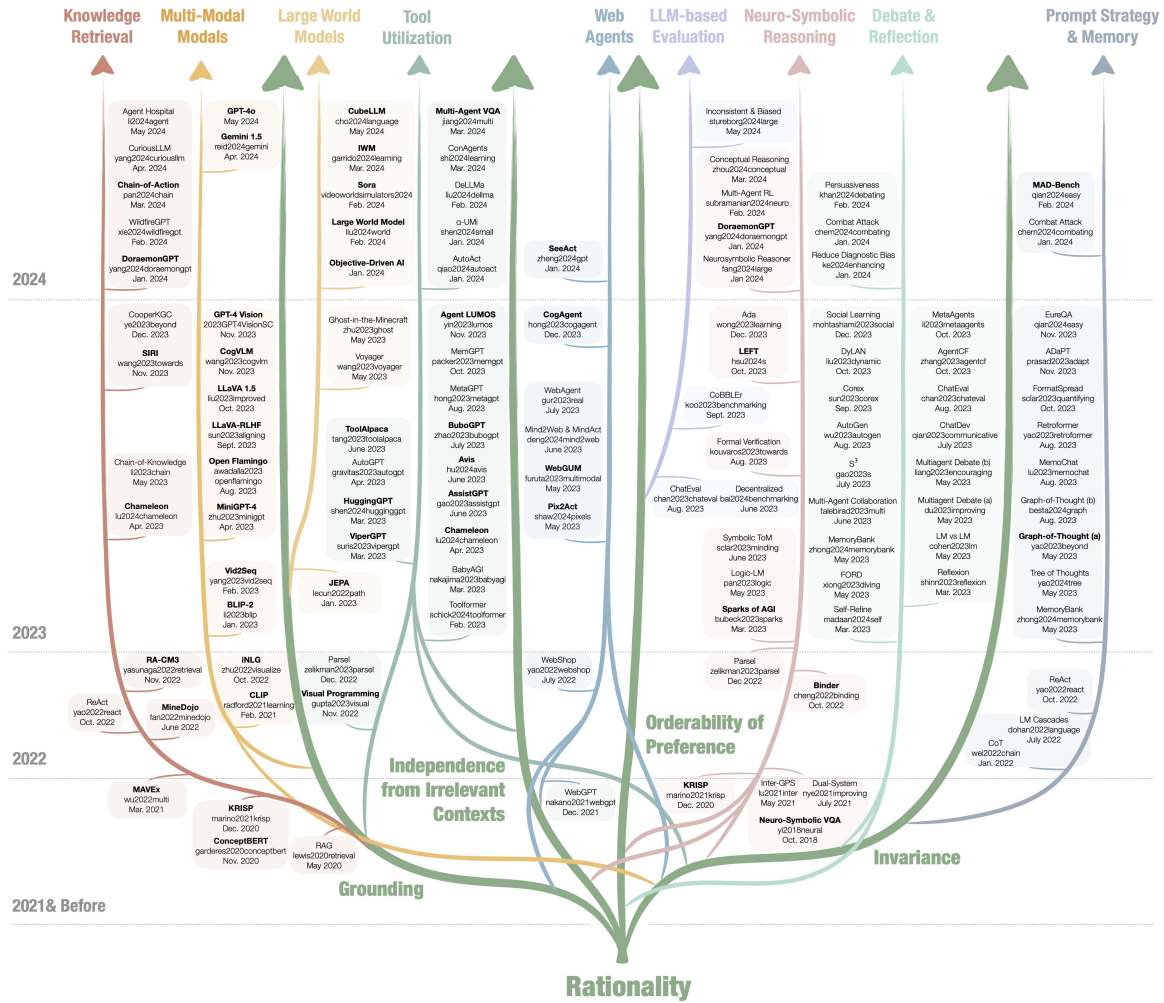 Knowledge
Retrieval
Multi-Modal
Modals
Large World
Models
Tool
Utilization
Web
Agents
LLM-based
Evaluation
Neuro-Symbolic
Reasoning
Debate &
Reflection
Prompt Strategy
& Memory
Agent Hospital
li2024agent
May 2024
CuriousLLM
yang2024curiousllm
Apr. 2024
Chain-of-Action
pan2024chain
Mar. 2024
WildfireGPT
xie2024wildfiregpt
Feb. 2024
DoraemonGPT
yang2024doraemongpt
Jan. 2024
GPT-4o
May 2024
Gemini 1.5
reid2024gemini
Apr. 2024
CubeLLM
cho2024language
May 2024
IWM
garrido2024learning
Mar. 2024
Sora
videoworldsimulators2024
Feb. 2024
Large World Model
liu2024world
Feb. 2024
Objective-Driven AI
Jan. 2024
Multi-Agent VQA
jiang2024multi
Mar. 2024
ConAgents
shi2024learning
Mar. 2024
DeLLMa
liu2024dellma
Feb. 2024
α-UMi
shen2024small
Jan. 2024
AutoAct
qiao2024autoact
Jan. 2024
SeeAct
zheng2024gpt
Jan. 2024
Inconsistent & Biased
stureborg2024large
May 2024
Conceptual Reasoning
zhou2024conceptual
Mar. 2024
Multi-Agent RL
subramanian2024neuro
Feb. 2024
DoraemonGPT
yang2024doraemongpt
Jan. 2024
Neurosymbolic Reasoner
fang2024large
Jan 2024
Persuasiveness
khan2024debating
Feb. 2024
Combat Attack
chern2024combating
Jan. 2024
Reduce Diagnostic Bias
ke2024enhancing
Jan. 2024
MAD-Bench
qian2024easy
Feb. 2024
Combat Attack
chern2024combating
Jan. 2024
2024
CooperKGC
ye2023beyond
Dec. 2023
SIRI
wang2023towards
Nov. 2023
Chain-of-Knowledge
li2023chain
May 2023
Chameleon
lu2024chameleon
Apr. 2023
GPT-4 Vision
2023GPT4VisionSC
Nov. 2023
CogVLM
wang2023cogvlm
Nov. 2023
LLaVA 1.5
liu2023improved
Oct. 2023
LLaVA-RLHF
sun2023aligning
Sept. 2023
Open Flamingo
awadalla2023
openflamingo
Aug. 2023
MiniGPT-4
zhu2023minigpt
Apr. 2023
Vid2Seq
yang2023vid2seq
Feb. 2023
BLIP-2
li2023blip
Jan. 2023
Ghost-in-the-Minecraft
zhu2023ghost
May 2023
Voyager
wang2023voyager
May 2023
ToolAlpaca
tang2023toolalpaca
June 2023
AutoGPT
gravitas2023autogpt
Apr. 2023
HuggingGPT
shen2024hugginggpt
Mar. 2023
ViperGPT
suris2023vipergpt
Mar. 2023
JEPA
lecun2022path
Jan. 2023
Agent LUMOS
yin2023lumos
Nov. 2023
MemGPT
packer2023memgpt
Oct. 2023
MetaGPT
hong2023metagpt
Aug. 2023
BuboGPT
zhao2023bubogpt
July 2023
Avis
hu2024avis
June 2023
AssistGPT
gao2023assistgpt
June 2023
Chameleon
lu2024chameleon
Apr. 2023
BabyAGI
nakajima2023babyagi
Mar. 2023
Toolformer
schick2024toolformer
Feb. 2023
CogAgent
hong2023cogagent
Dec. 2023
WebAgent
gur2023real
July 2023
Mind2Web & MindAct
deng2024mind2web
June 2023
WebGUM
furuta2023multimodal
May 2023
Pix2Act
shaw2024pixels
May 2023
Ada
wong2023learning
Dec. 2023
LEFT
hsu2024s
Oct. 2023
CoBBLEr
koo2023benchmarking
Sept. 2023
Formal Verification
kouvaros2023towards
Aug. 2023
ChatEval
chan2023chateval
Aug. 2023
Decentralized
bai2024benchmarking
June 2023
Symbolic ToM
sclar2023minding
June 2023
Logic-LM
pan2023logic
May 2023
Sparks of AGI
bubeck2023sparks
Mar. 2023
Social Learning
mohtashami2023social
Dec. 2023
DyLAN
liu2023dynamic
Oct. 2023
Corex
sun2023corex
Sep. 2023
AutoGen
wu2023autogen
Aug. 2023
S³
gao2023s
July 2023
Multi-Agent Collaboration
talebirad2023multi
June 2023
MemoryBank
zhong2024memorybank
May 2023
FORD
xiong2023diving
May 2023
Self-Refine
madaan2024self
Mar. 2023
MetaAgents
li2023metaagents
Oct. 2023
AgentCF
zhang2023agentcf
Oct. 2023
ChatEval
chan2023chateval
Aug. 2023
ChatDev
qian2023communicative
July 2023
Multiagent Debate (b)
liang2023encouraging
May 2023
Multiagent Debate (a)
du2023improving
May 2023
LM vs LM
cohen2023lm
May 2023
Reflexion
shinn2023reflexion
Mar. 2023
EureQA
qian2024easy
Nov. 2023
ADaPT
prasad2023adapt
Nov. 2023
FormatSpread
sclar2023quantifying
Oct. 2023
Retroformer
yao2023retroformer
Aug. 2023
MemoChat
lu2023memochat
Aug. 2023
Graph-of-Thought (b)
besta2024graph
Aug. 2023
Graph-of-Thought (a)
yao2023beyond
May 2023
Tree of Thoughts
yao2024tree
May 2023
MemoryBank
zhong2024memorybank
May 2023
2023
RA-CM3
yasunaga2022retrieval
Nov. 2022
ReAct
yao2022react
Oct. 2022
MineDojo
fan2022minedojo
June 2022
iNLG
zhu2022visualize
Oct. 2022
CLIP
radford2021learning
Feb. 2021
Parsel
zelikman2023parsel
Dec. 2022
Visual Programming
gupta2023visual
Nov. 2022
WebShop
yao2022webshop
July 2022
Parsel
zelikman2023parsel
Dec 2022
Binder
cheng2022binding
Oct. 2022
ReAct
yao2022react
Oct. 2022
LM Cascades
dohan2022language
July 2022
CoT
wei2022chain
Jan. 2022
Orderability of
Preference
2022
Independence
from Irrelevant
Contexts
MAVEx
wu2022multi
Mar. 2021
KRISP
marino2021krisp
Dec. 2020
ConceptBERT
garderes2020conceptbert
Nov. 2020
RAG
lewis2020retrieval
May 2020
WebGPT
nakano2021webgpt
Dec. 2021
KRISP
marino2021krisp
Dec. 2020
Inter-GPS
lu2021inter
May 2021
Dual-System
nye2021improving
July 2021
Neuro-Symbolic VQA
yi2018neural
Oct. 2018
Invariance
Grounding
2021& Before
Rationality